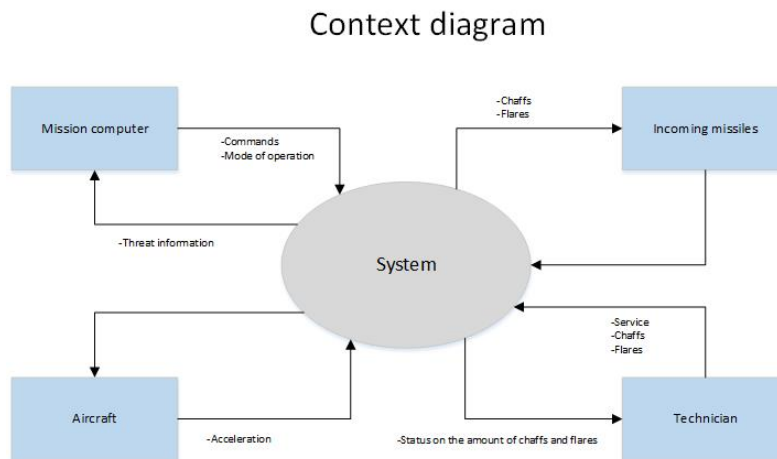 Context diagram
-Chaffs
-Flares
Mission computer
Incoming missiles
-Commands
-Mode of operation
-Threat information
System
-Service
-Chaffs
-Flares
Aircraft
Technician
-Acceleration
-Status on the amount of chaffs and flares